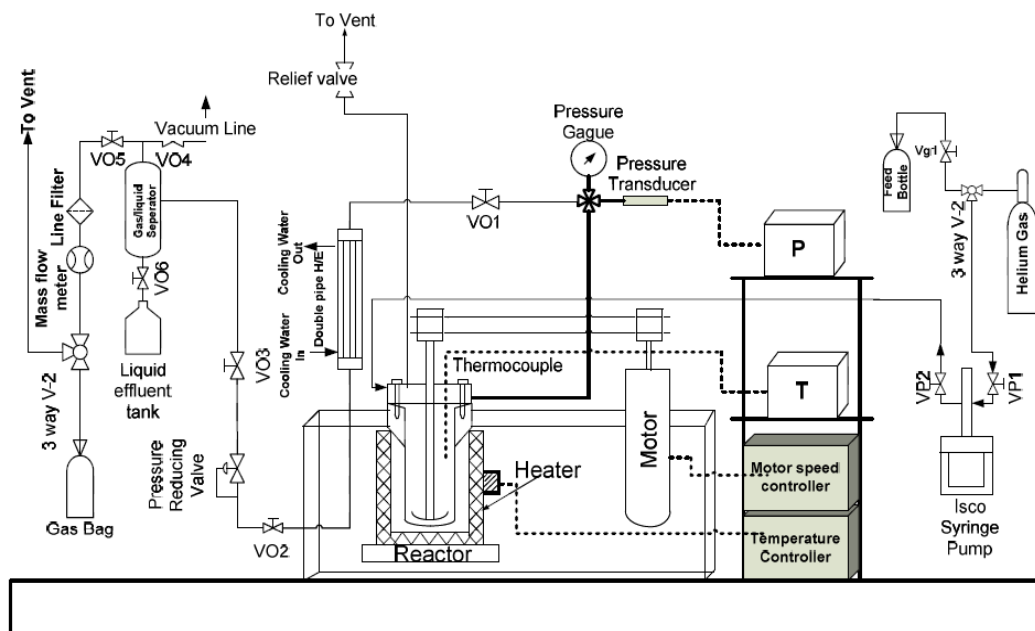 To Vent
Relief valve
To Vent
Vacuum Line
VO5
VO4
Line Filter
Gas/liquid
Seperator
Mass flow
meter
VO6
3 way V-2
Liquid
effluent
tank
Gas Bag
VO3
Pressure
Reducing
Valve
VO2
Cooling Water
Out
Double pipe H/E
Cooling Water
In
VO1
Pressure
Gague
Pressure
Transducer
P
T
Thermocouple
Heater
Reactor
Motor
Motor speed
controller
Temperature
Controller
Feed
Bottle
Vg-1
3 way V-2
Helium Gas
VP2
VP1
Isco
Syringe
Pump